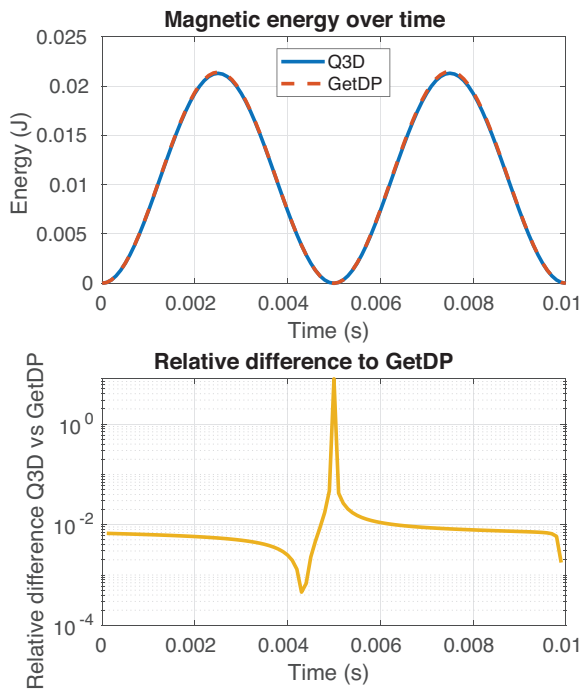 Magnetic energy over time
0.025
0.02
0.015
0.01
0.005
0
Energy (J)
Q3D
GetDP
0
0.002
0.004
0.006
0.008
0.01
Time (s)
Relative difference to GetDP
10^0
10^-2
10^-4
Relative difference Q3D vs GetDP
0
0.002
0.004
0.006
0.008
0.01
Time (s)